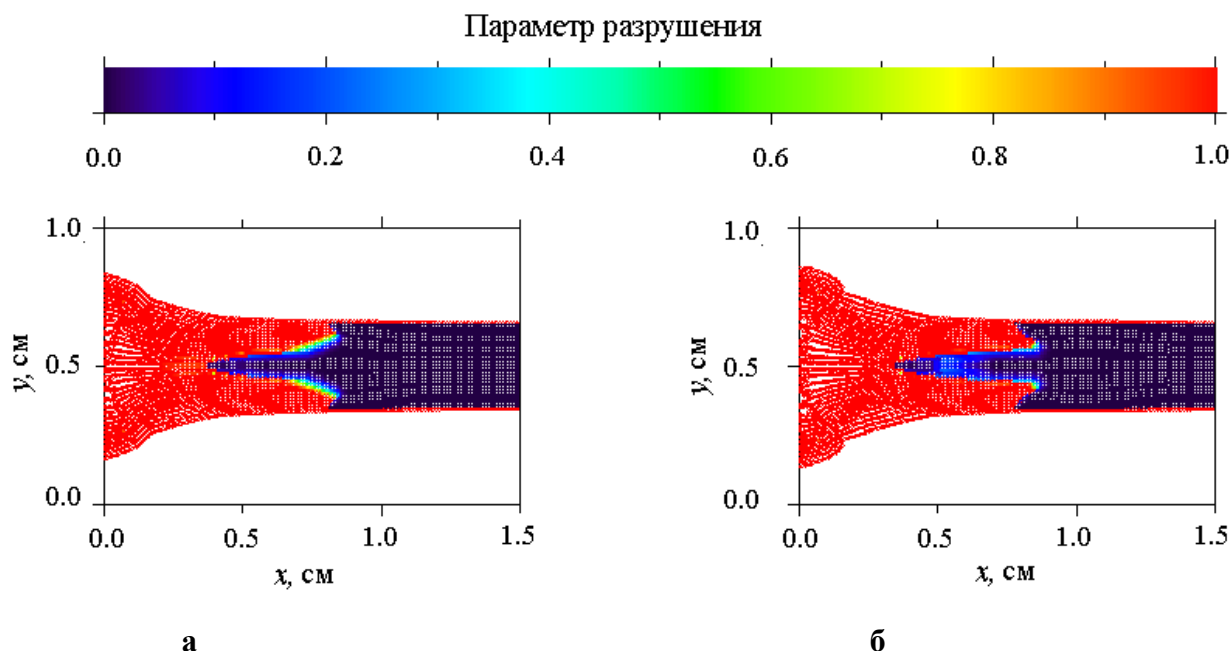 Параметр разрушения
0.0 0.2 0.4 0.6 0.8 1.0
1.0 1.0
y, см y, см
0.5 0.5
0.0 0.0
0.0 0.5 1.0 1.5 0.0 0.5 1.0 1.5
x, см x, см
а б